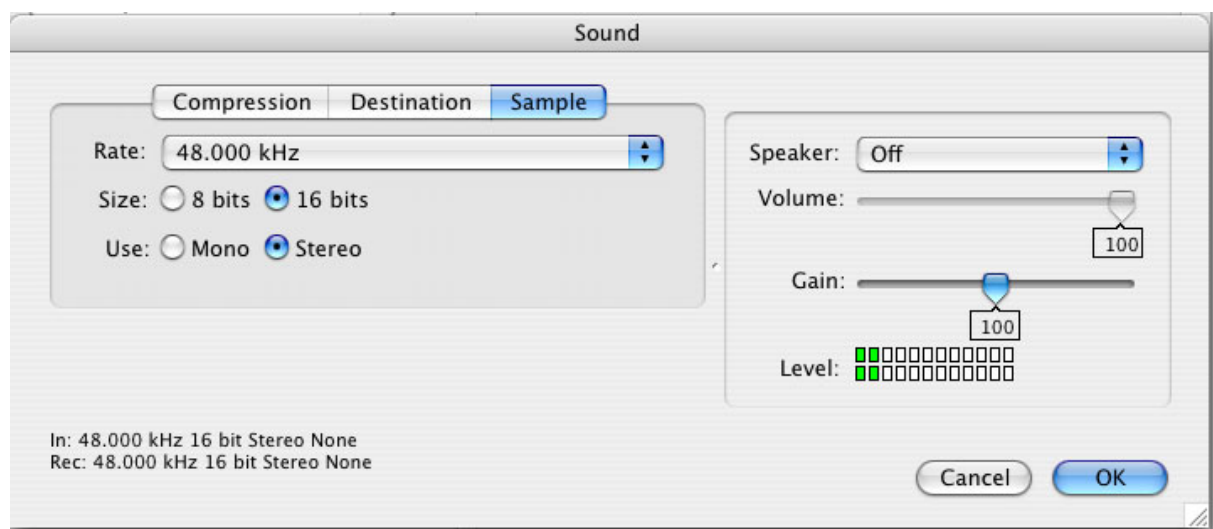 Sound
Compression Destination Sample
Rate: 48.000 kHz
Size: 8 bits 16 bits
Use: Mono Stereo
Speaker: Off
Volume:
100
Gain:
100
Level:
In: 48.000 kHz 16 bit Stereo None
Rec: 48.000 kHz 16 bit Stereo None
Cancel OK